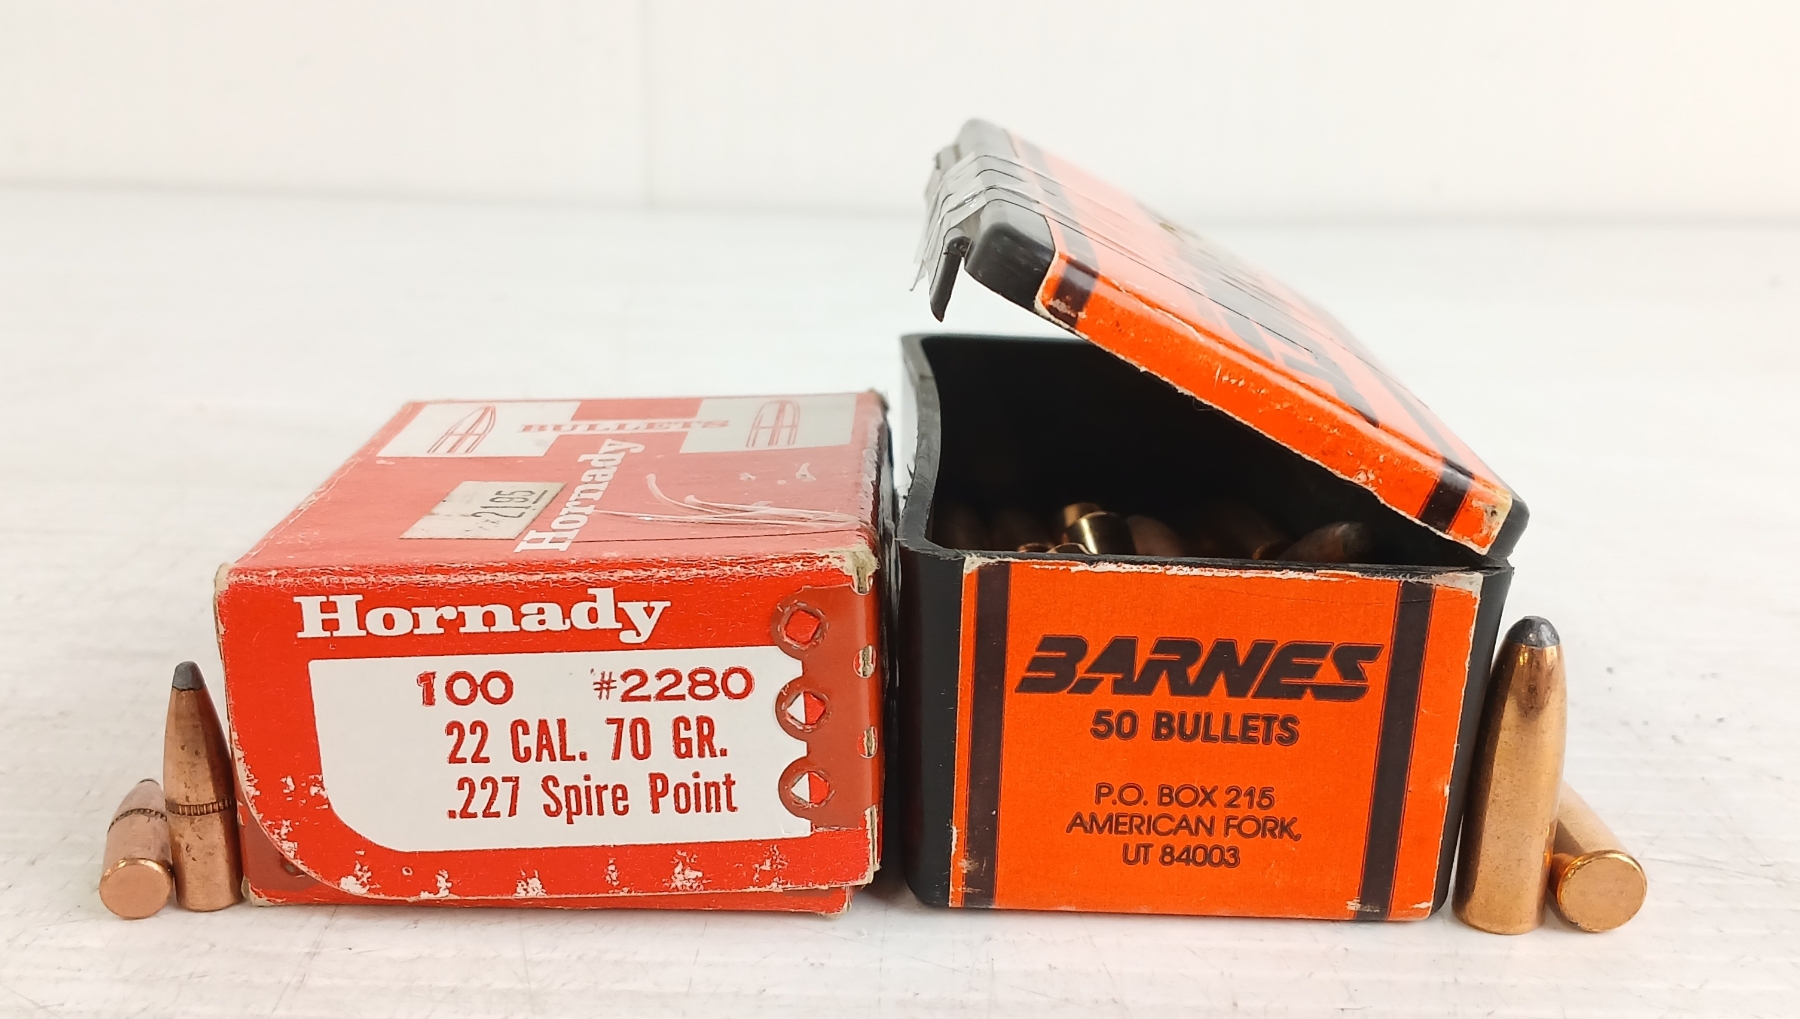 BULLETS
Hornady
2195
Hornady
100 #2280
22 CAL. 70 GR.
.227 Spire Point
BARNES
50 BULLETS
P.O. BOX 215
AMERICAN FORK,
UT 84003